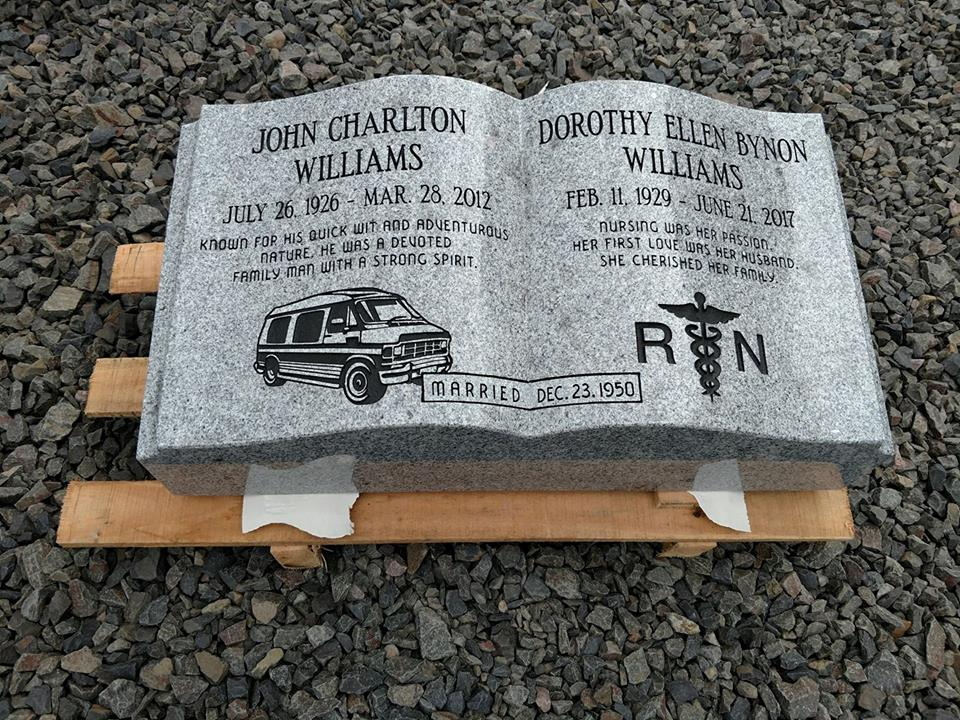 JOHN CHARLTON
WILLIAMS
JULY 26, 1926 - MAR. 28, 2012
KNOWN FOR HIS QUICK WIT AND ADVENTUROUS
NATURE, HE WAS A DEVOTED
FAMILY MAN WITH A STRONG SPIRIT.
DOROTHY ELLEN BYNON
WILLIAMS
FEB. 11, 1929 - JUNE 21, 2017
NURSING WAS HER PASSION.
HER FIRST LOVE WAS HER HUSBAND.
SHE CHERISHED HER FAMILY.
R N
MARRIED DEC. 23, 1950